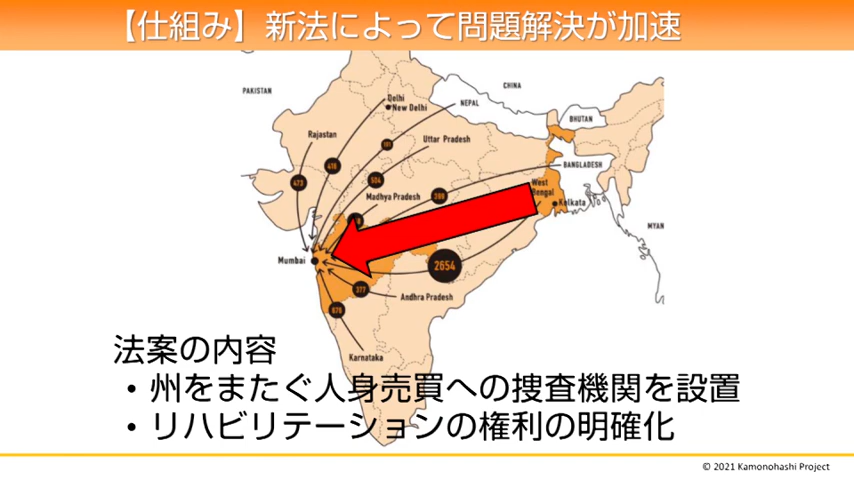 【仕組み】新法によって問題解決が加速
PAKISTAN
CHINA
Delhi
New Delhi
NEPAL
BHUTAN
Rajastan
Uttar Pradesh
BANGLADESH
473
Madhya Pradesh
West
Bengal
Kolkata
MYAN
Mumbai
2654
377
Andhra Pradesh
Karnataka
法案の内容
・州をまたぐ人身売買への捜査機関を設置
・リハビリテーションの権利の明確化
© 2021 Kamonohashi Project